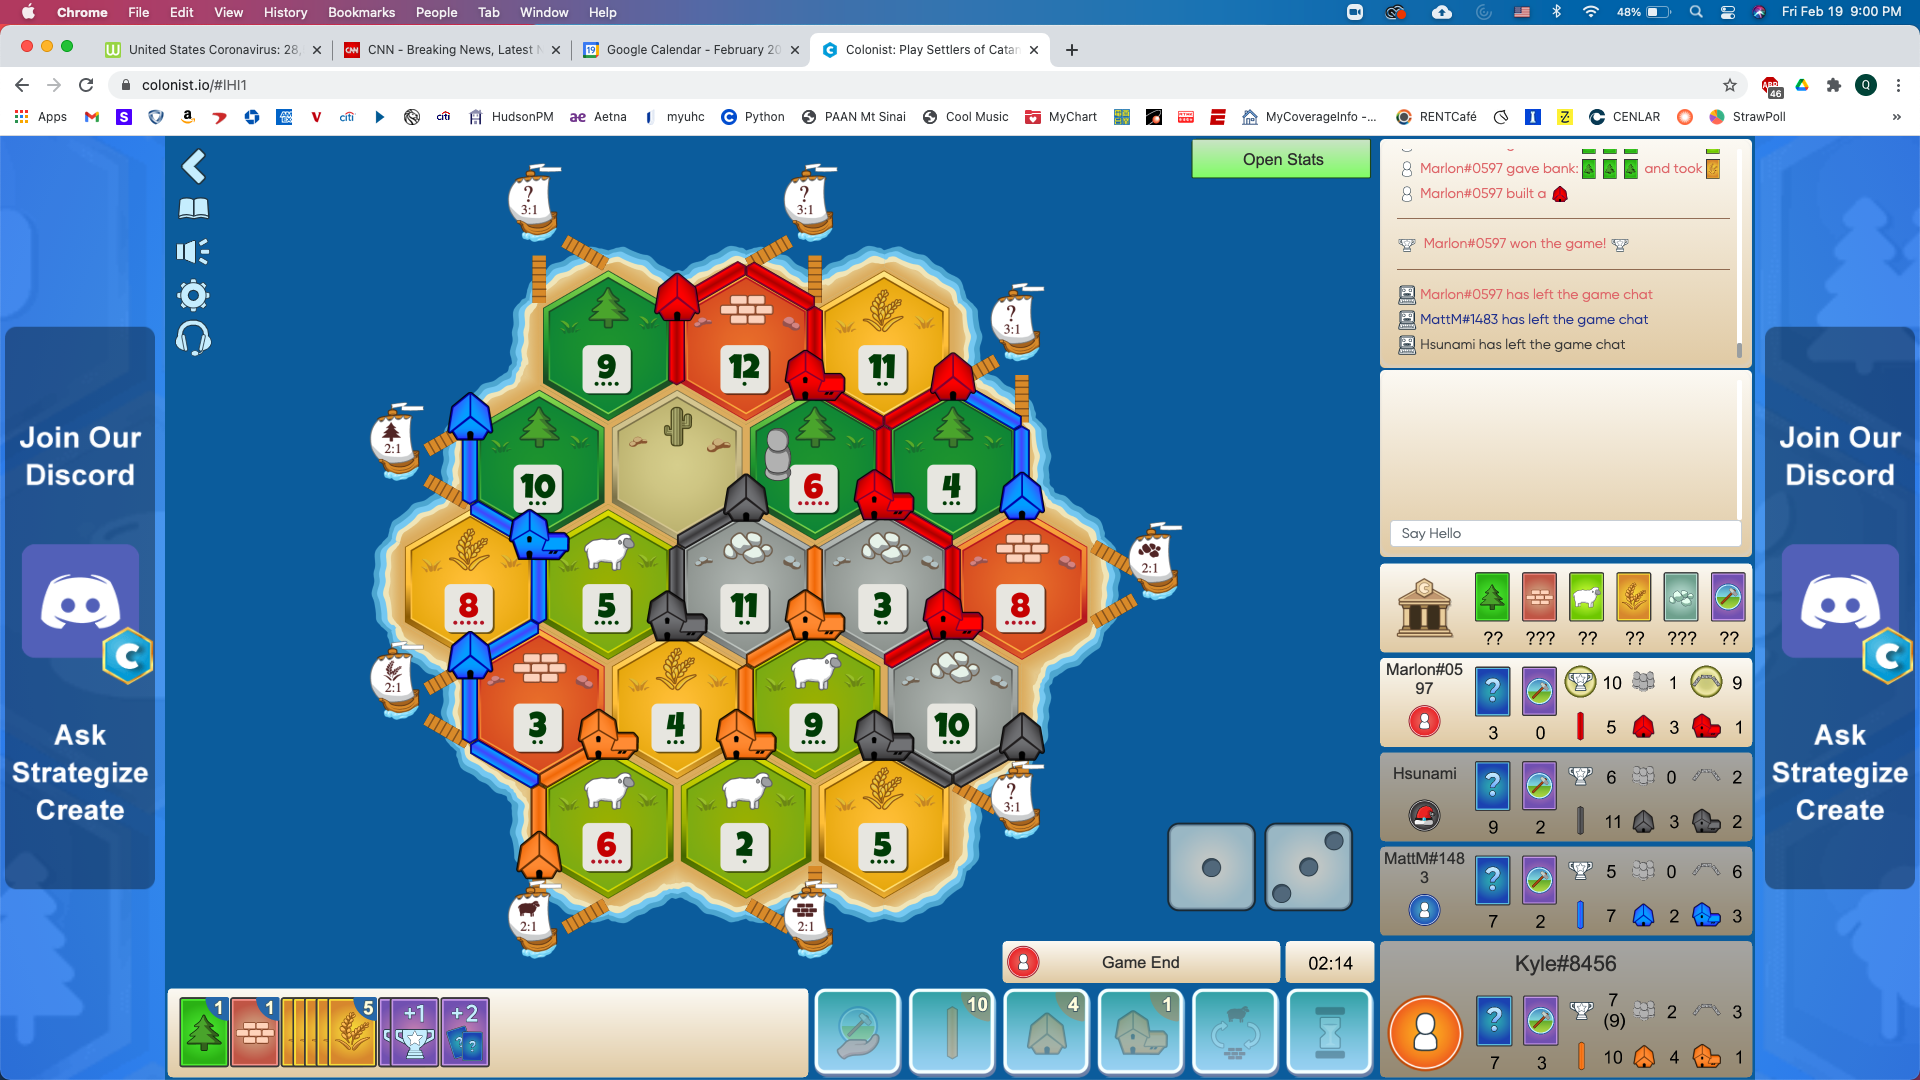 Chrome File Edit View History Bookmarks People Tab Window Help 48% Fri Feb 19 9:00 PM
United States Coronavirus: 28, CNN - Breaking News, Latest N Google Calendar - February 20 Colonist: Play Settlers of Catan
colonist.io/#IHI1
Apps HudsonPM Aetna myuhc Python PAAN Mt Sinai Cool Music MyChart MyCoverageInfo -... RENTCafé CENLAR StrawPoll
Open Stats
Marlon#0597 gave bank: and took
Marlon#0597 built a
Marlon#0597 won the game!
Marlon#0597 has left the game chat
MattM#1483 has left the game chat
Hsunami has left the game chat
Say Hello
?? ??? ?? ?? ??? ??
Marlon#05
97
10 1 9
3 0 5 3 1
Hsunami
6 0 2
9 2 11 3 2
MattM#148
3
5 0 6
7 2 7 2 3
Kyle#8456
7
(9)
2 3
7 3 10 4 1
Join Our
Discord
Ask
Strategize
Create
Join Our
Discord
Ask
Strategize
Create
? 3:1
? 3:1
? 3:1
2:1
2:1
2:1
? 3:1
2:1
2:1
9 12 11
10 6 4
8 5 11 3 8
3 4 9 10
6 2 5
Game End 02:14
1 1 5 +1 +2
10 4 1